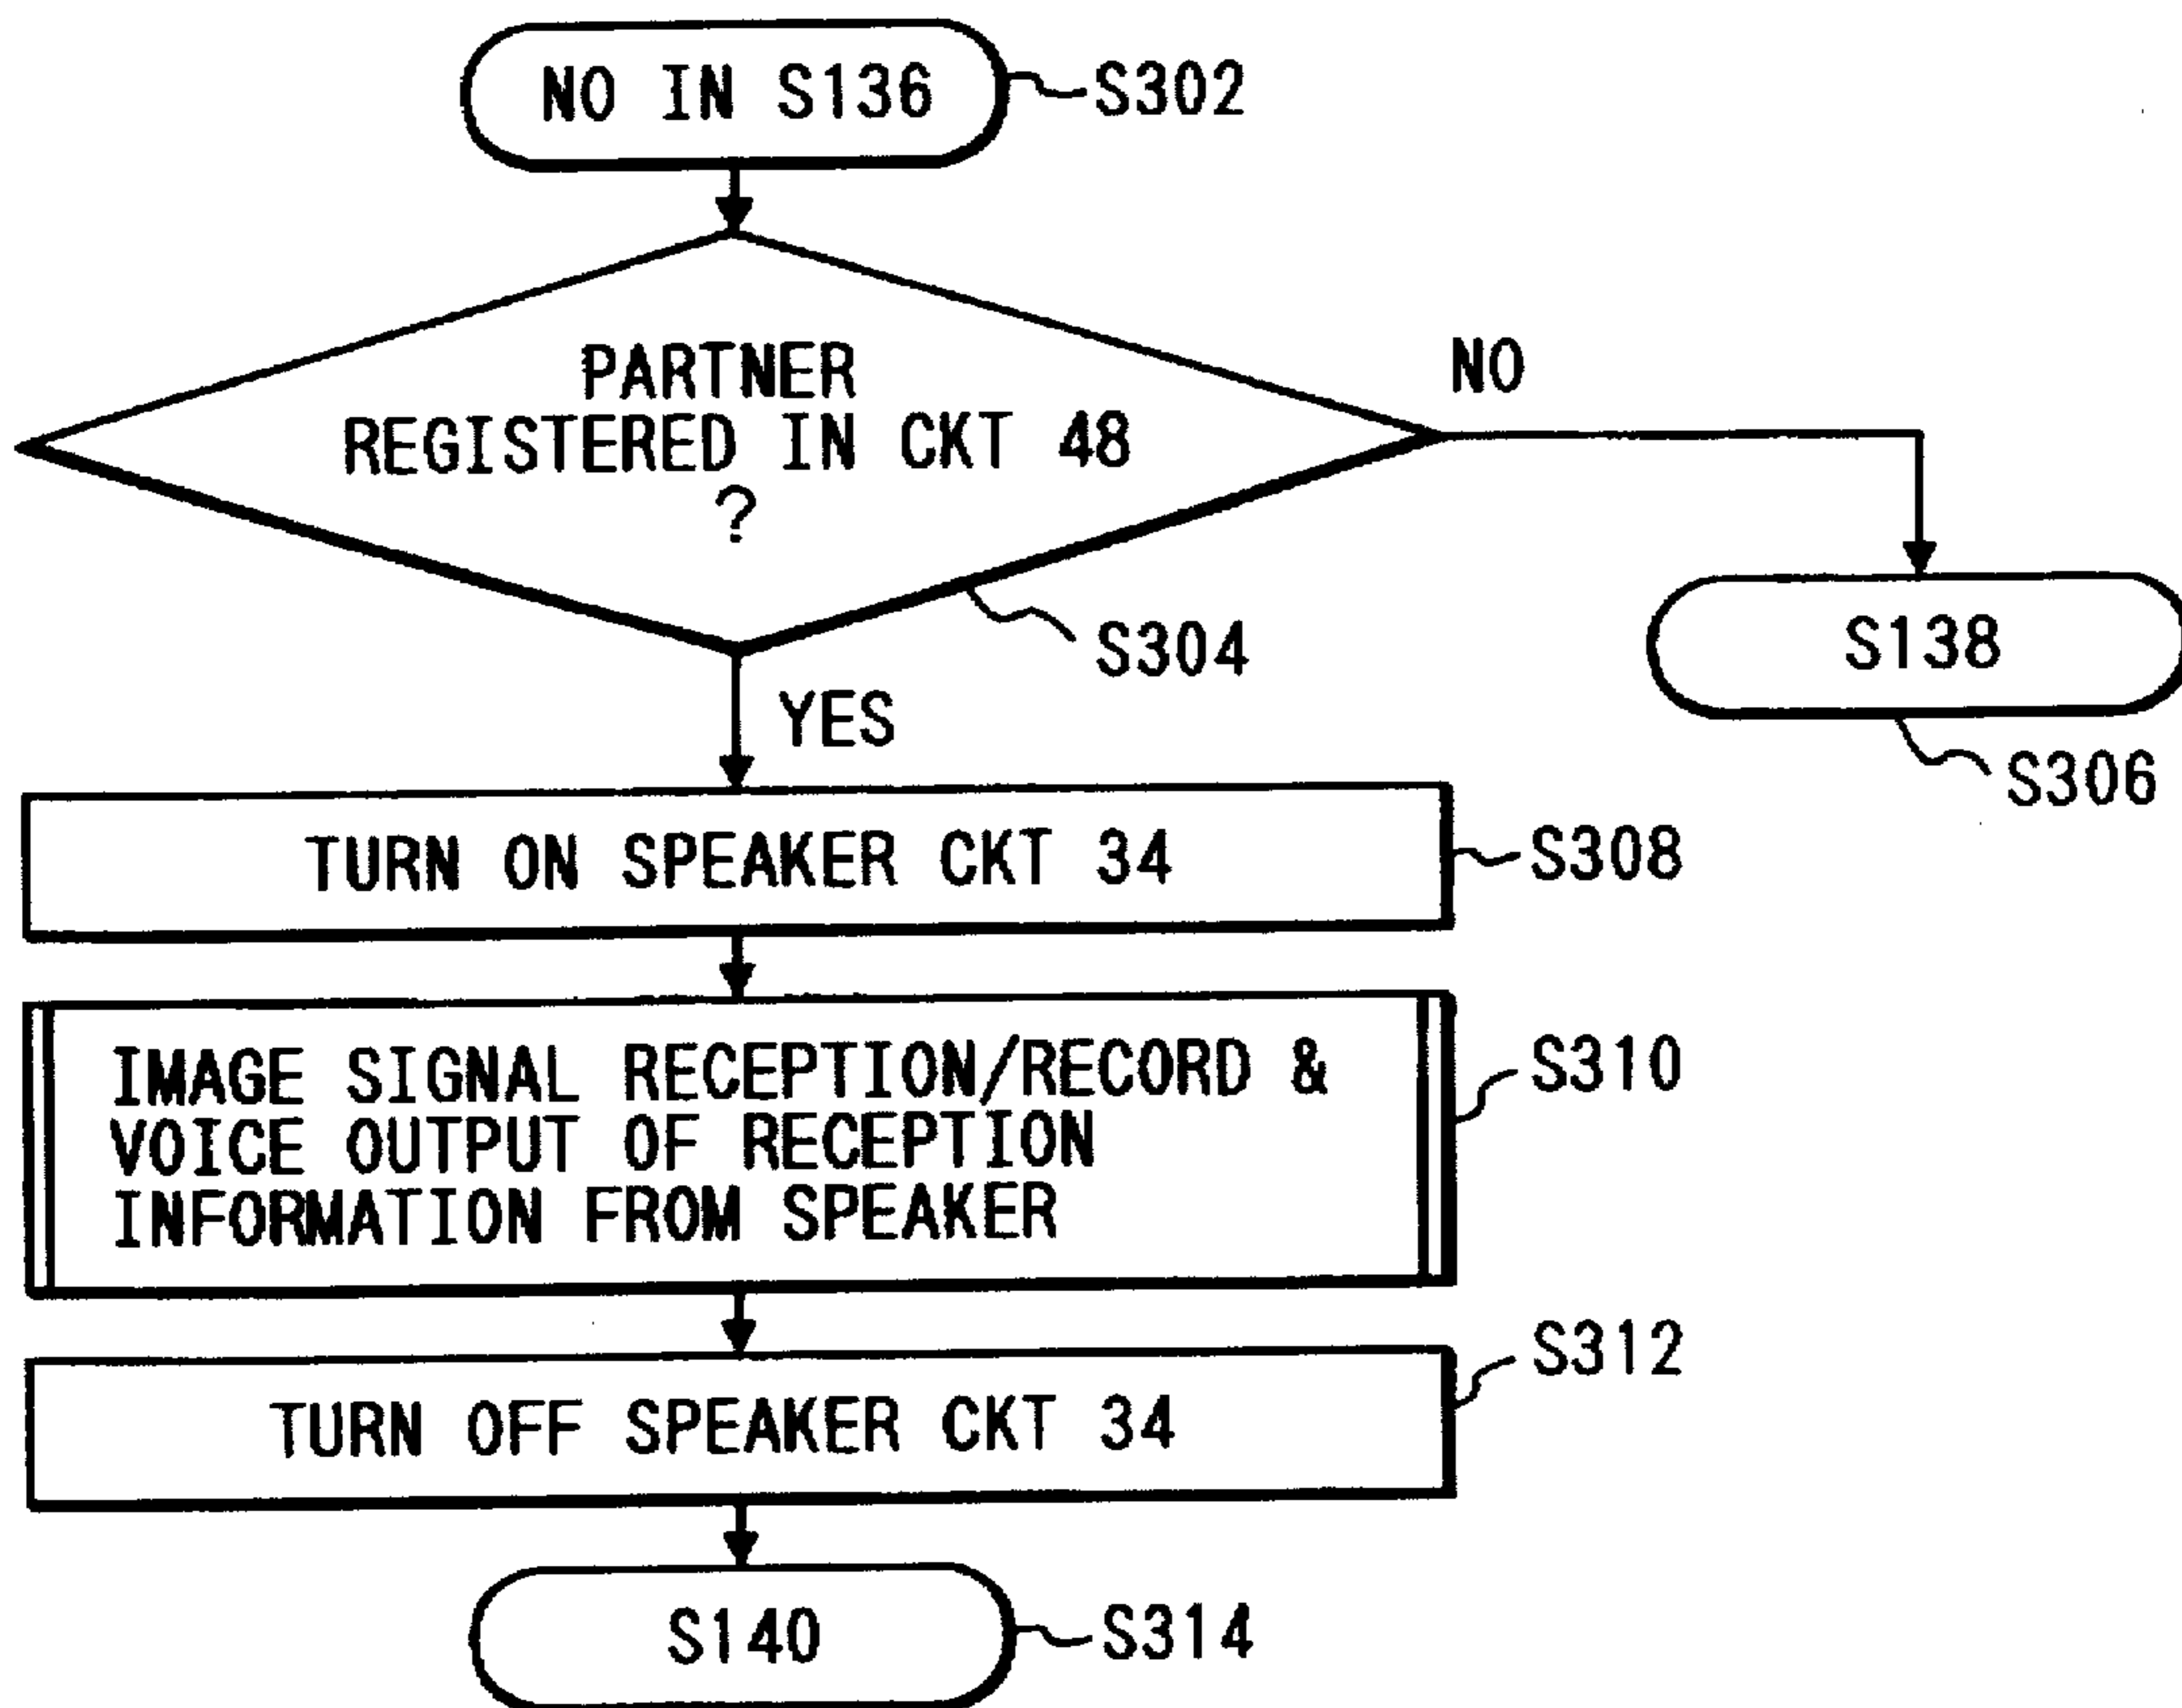 NO IN S136
S302
PARTNER
REGISTERED IN CKT 48
?
NO
S304
S138
YES
S306
TURN ON SPEAKER CKT 34
S308
IMAGE SIGNAL RECEPTION/RECORD &
VOICE OUTPUT OF RECEPTION
INFORMATION FROM SPEAKER
S310
TURN OFF SPEAKER CKT 34
S312
S140
S314